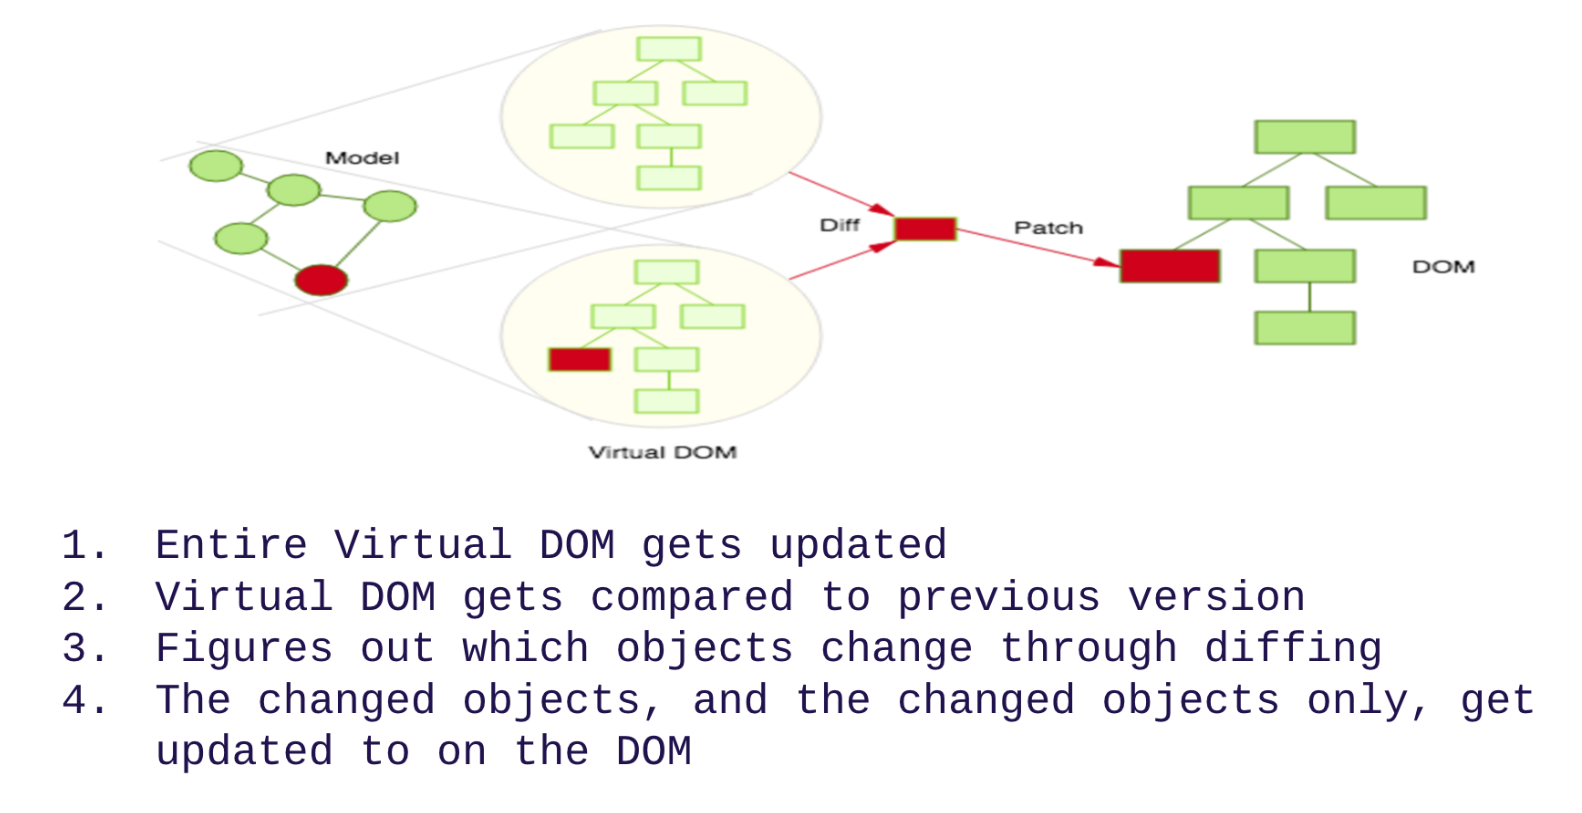 Model
Diff
Patch
DOM
Virtual DOM
1. Entire Virtual DOM gets updated
2. Virtual DOM gets compared to previous version
3. Figures out which objects change through diffing
4. The changed objects, and the changed objects only, get
updated to on the DOM